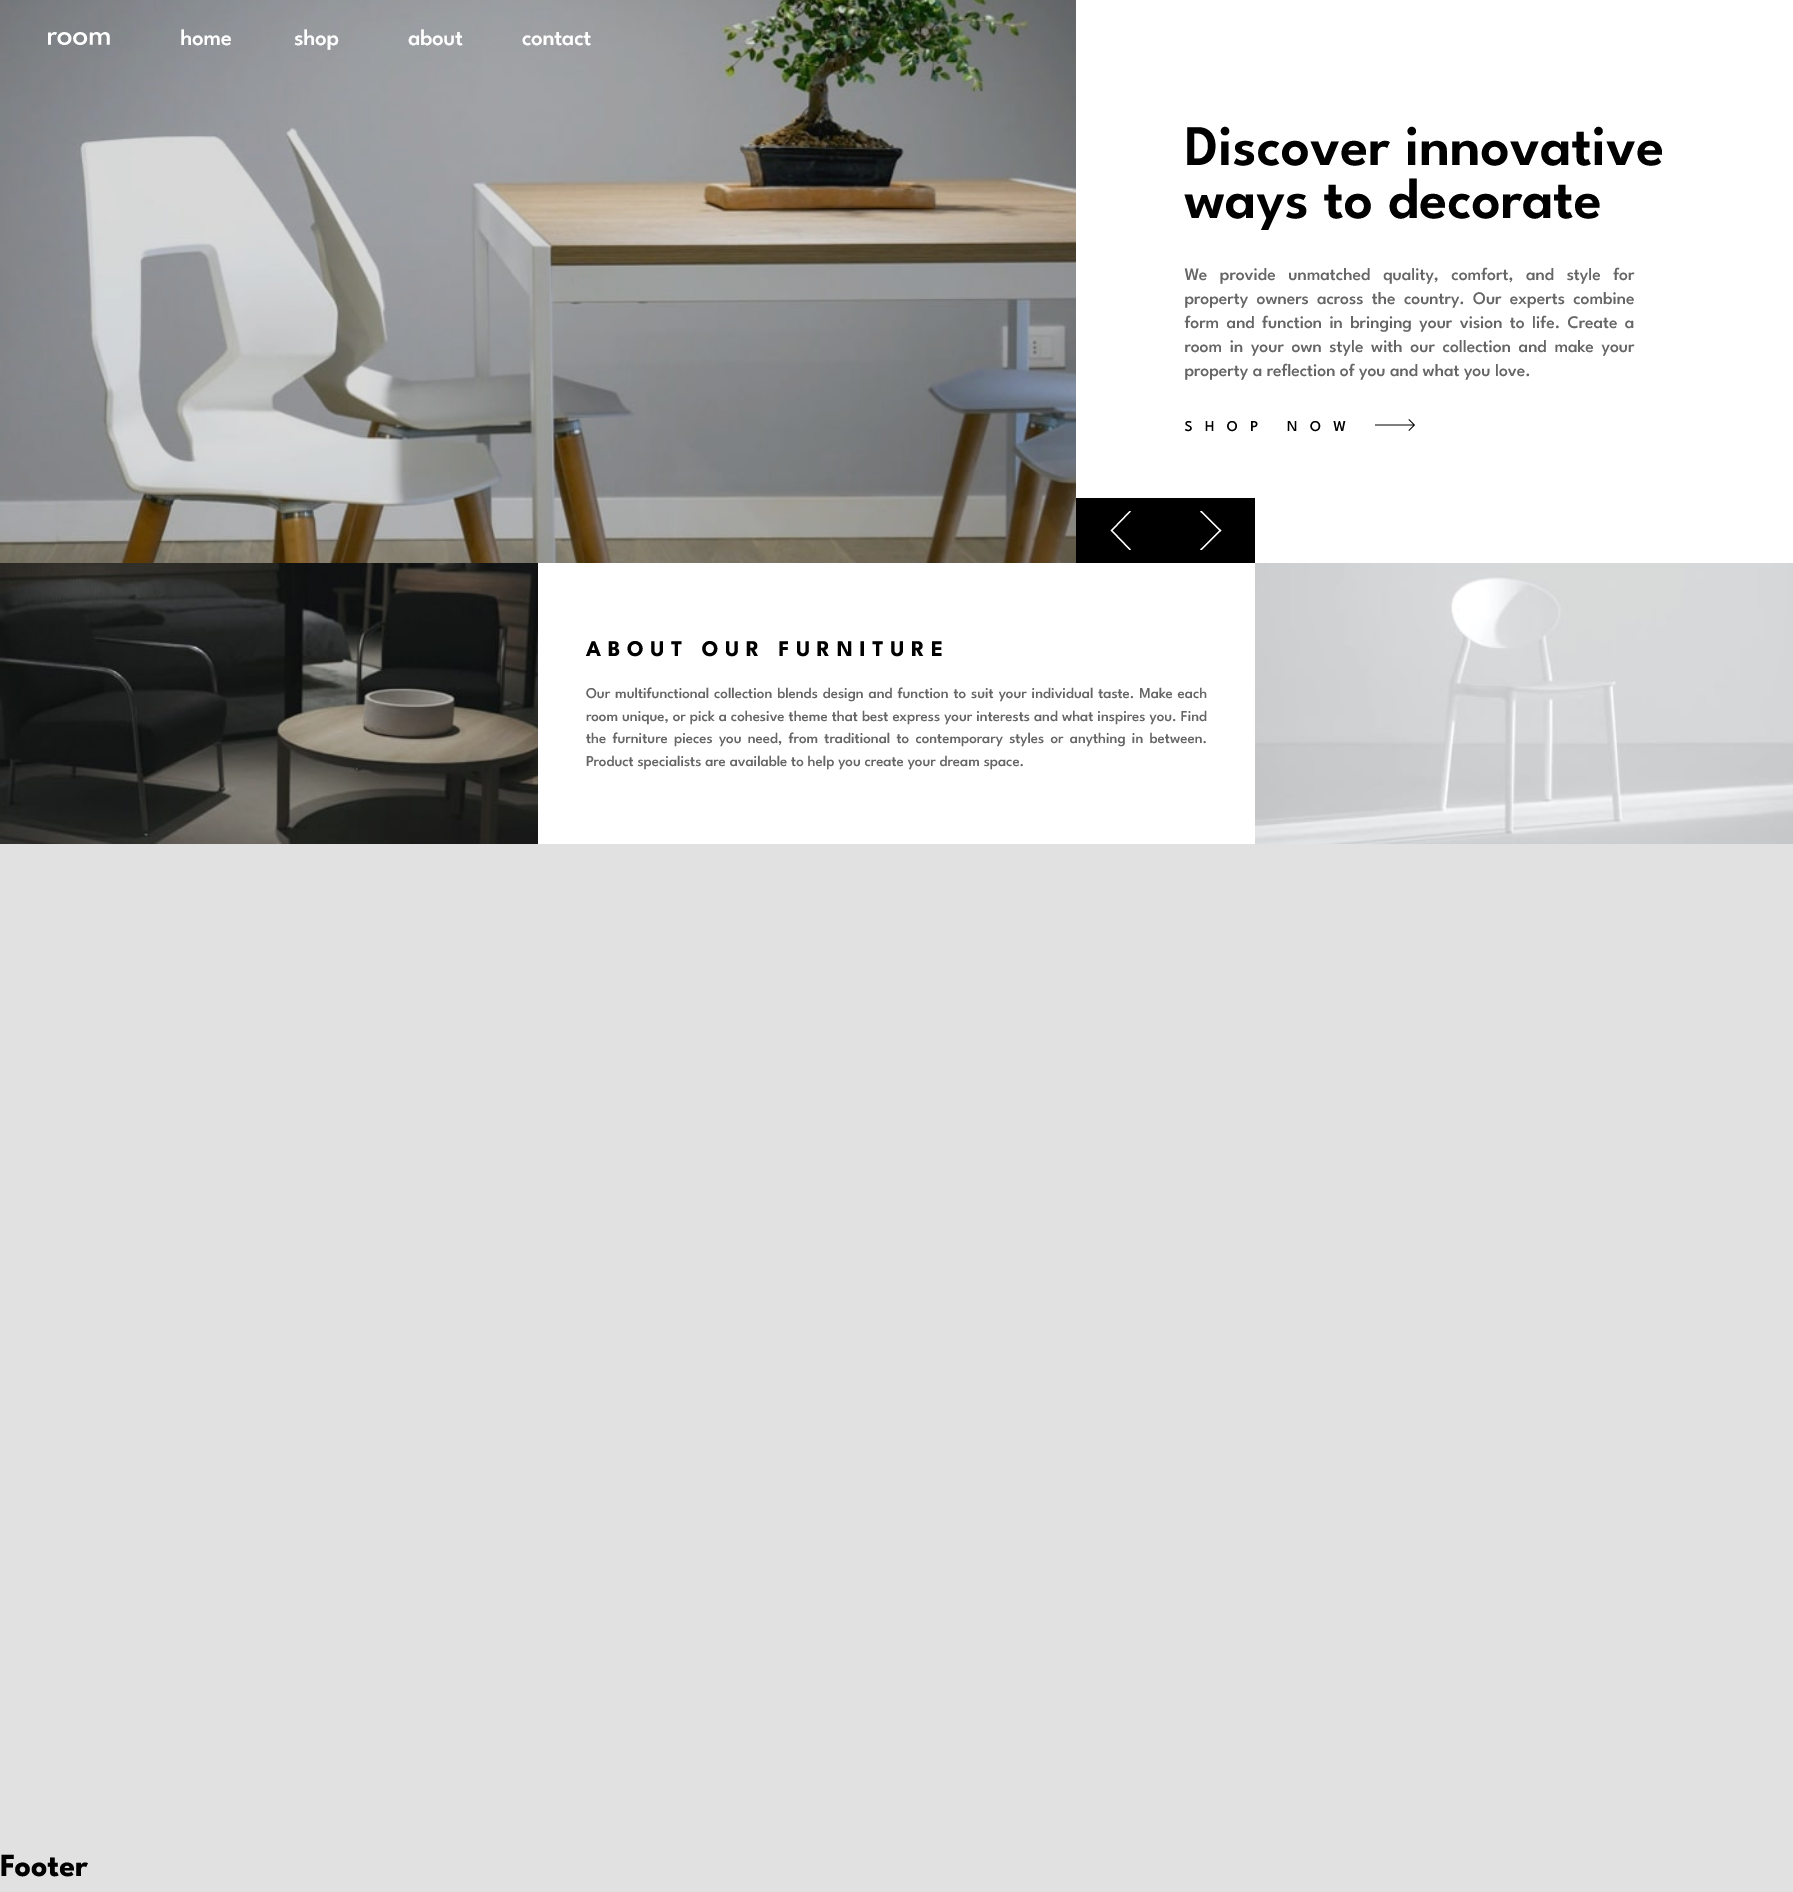 room home shop about contact
Discover innovative
ways to decorate
We provide unmatched quality, comfort, and style for
property owners across the country. Our experts combine
form and function in bringing your vision to life. Create a
room in your own style with our collection and make your
property a reflection of you and what you love.
SHOP NOW
ABOUT OUR FURNITURE
Our multifunctional collection blends design and function to suit your individual taste. Make each
room unique, or pick a cohesive theme that best express your interests and what inspires you. Find
the furniture pieces you need, from traditional to contemporary styles or anything in between.
Product specialists are available to help you create your dream space.
Footer